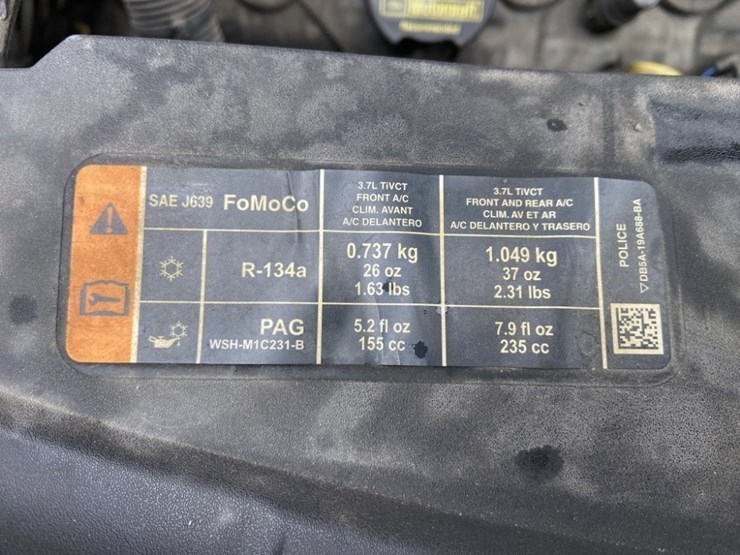 Motorcraft
SAE J639 FoMoCo
3.7L TiVCT
FRONT A/C
CLIM. AVANT
A/C DELANTERO
3.7L TiVCT
FRONT AND REAR A/C
CLIM. AV ET AR
A/C DELANTERO Y TRASERO
R-134a
0.737 kg
26 oz
1.63 lbs
1.049 kg
37 oz
2.31 lbs
PAG
WSH-M1C231-B
5.2 fl oz
155 cc
7.9 fl oz
235 cc
POLICE
▽DB5A-19A688-BA